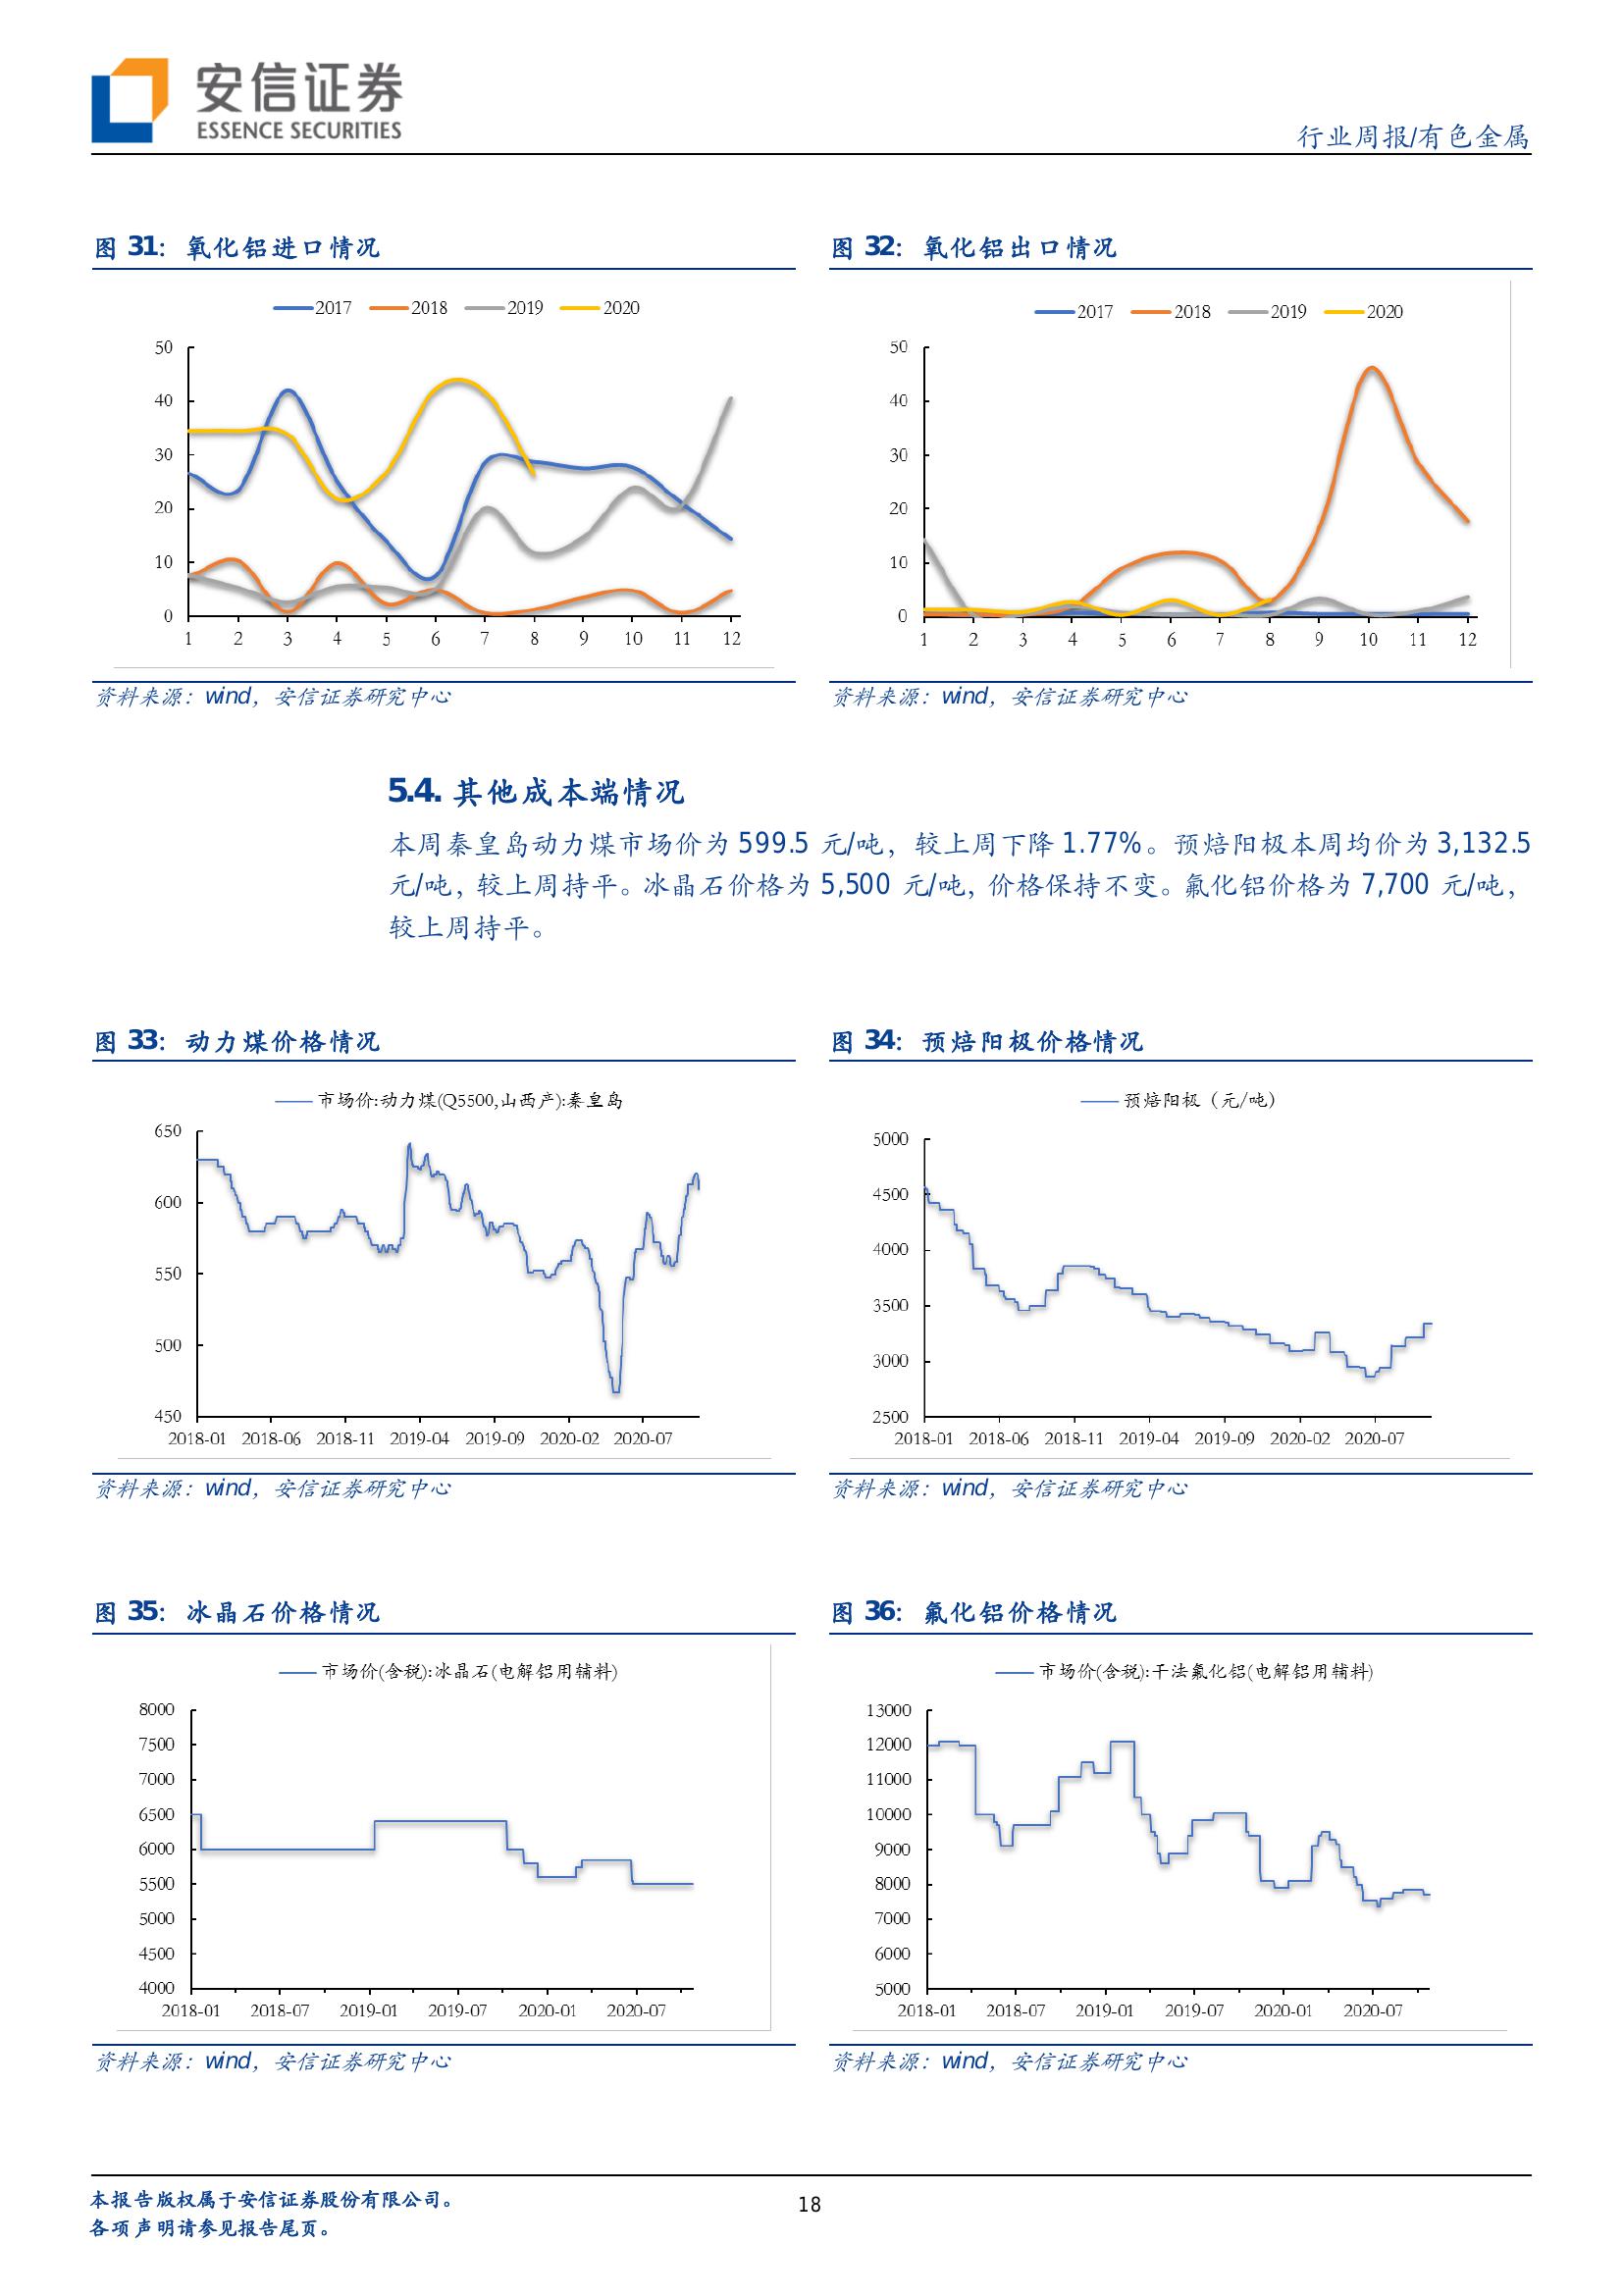 安信证券
ESSENCE SECURITIES
行业周报/有色金属
图 31：氧化铝进口情况
2017 2018 2019 2020
50
40
30
20
10
0
1 2 3 4 5 6 7 8 9 10 11 12
资料来源：wind，安信证券研究中心
图 32：氧化铝出口情况
2017 2018 2019 2020
50
40
30
20
10
0
1 2 3 4 5 6 7 8 9 10 11 12
资料来源：wind，安信证券研究中心
5.4. 其他成本端情况
本周秦皇岛动力煤市场价为 599.5 元/吨，较上周下降 1.77%。预焙阳极本周均价为 3,132.5
元/吨，较上周持平。冰晶石价格为 5,500 元/吨，价格保持不变。氟化铝价格为 7,700 元/吨，
较上周持平。
图 33：动力煤价格情况
市场价:动力煤(Q5500,山西产):秦皇岛
650
600
550
500
450
2018-01 2018-06 2018-11 2019-04 2019-09 2020-02 2020-07
资料来源：wind，安信证券研究中心
图 34：预焙阳极价格情况
预焙阳极（元/吨）
5000
4500
4000
3500
3000
2500
2018-01 2018-06 2018-11 2019-04 2019-09 2020-02 2020-07
资料来源：wind，安信证券研究中心
图 35：冰晶石价格情况
市场价(含税):冰晶石(电解铝用辅料)
8000
7500
7000
6500
6000
5500
5000
4500
4000
2018-01 2018-07 2019-01 2019-07 2020-01 2020-07
资料来源：wind，安信证券研究中心
图 36：氟化铝价格情况
市场价(含税):干法氟化铝(电解铝用辅料)
13000
12000
11000
10000
9000
8000
7000
6000
5000
2018-01 2018-07 2019-01 2019-07 2020-01 2020-07
资料来源：wind，安信证券研究中心
本报告版权属于安信证券股份有限公司。
各项声明请参见报告尾页。
18